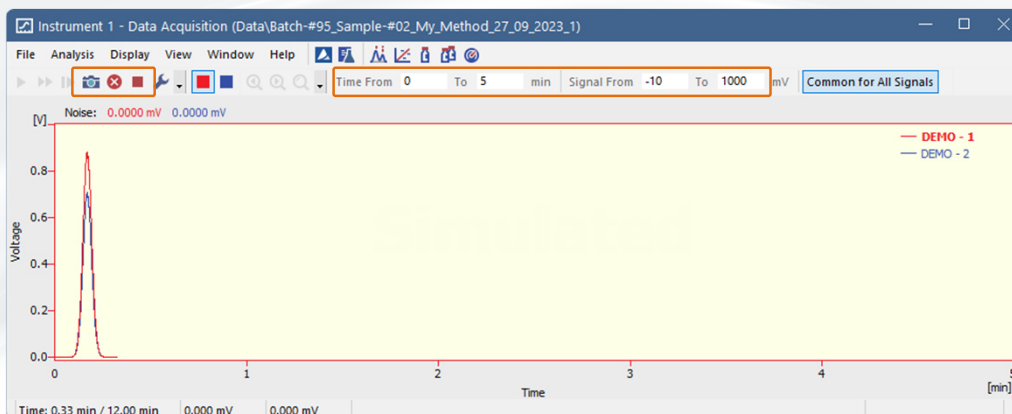 Instrument 1 - Data Acquisition (Data\Batch-#95_Sample-#02_My_Method_27_09_2023_1)
File Analysis Display View Window Help
Time From 0 To 5 min Signal From -10 To 1000 mV Common for All Signals
[V] Noise: 0.0000 mV 0.0000 mV
DEMO - 1
DEMO - 2
0.8
0.6
0.4
0.2
0.0
Voltage
Simulated
0 1 2 3 4 5
Time [min]
Time: 0.33 min / 12.00 min 0.000 mV 0.000 mV